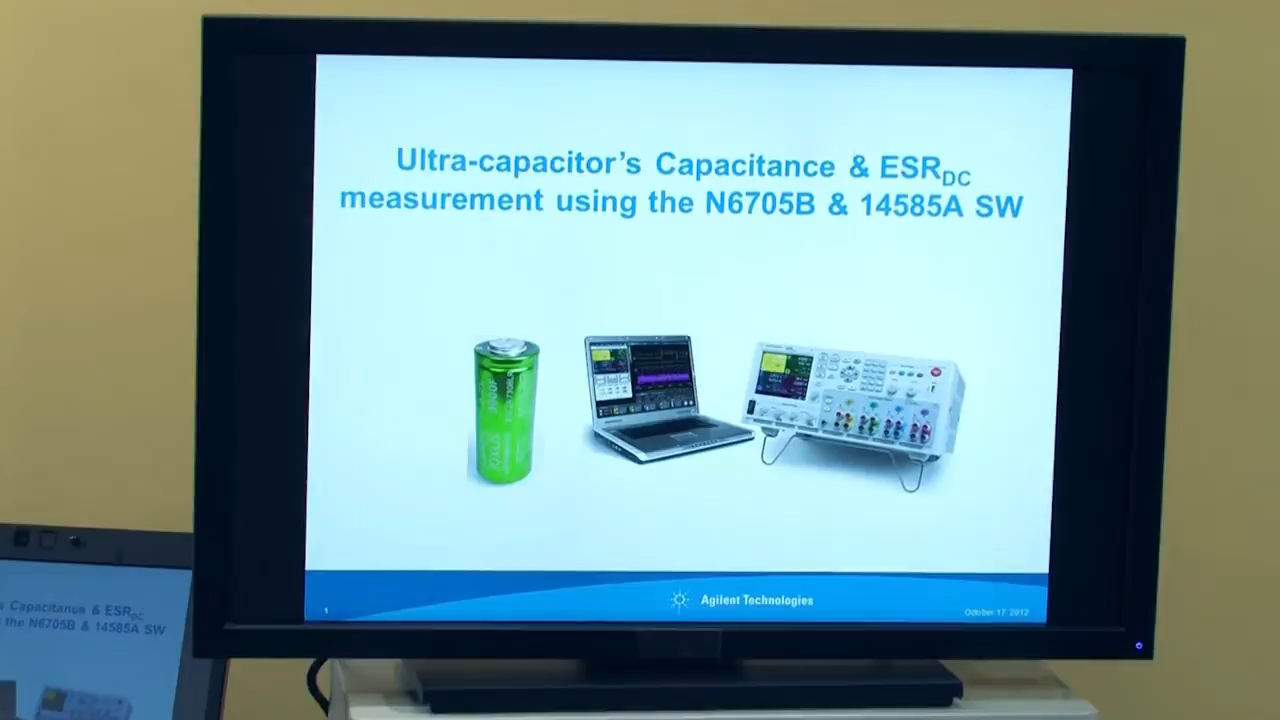 Ultra-capacitor’s Capacitance & ESRDC
measurement using the N6705B & 14585A SW
1
Agilent Technologies
October 17, 2012
s Capacitance & ESRDC
the N6705B & 14585A SW